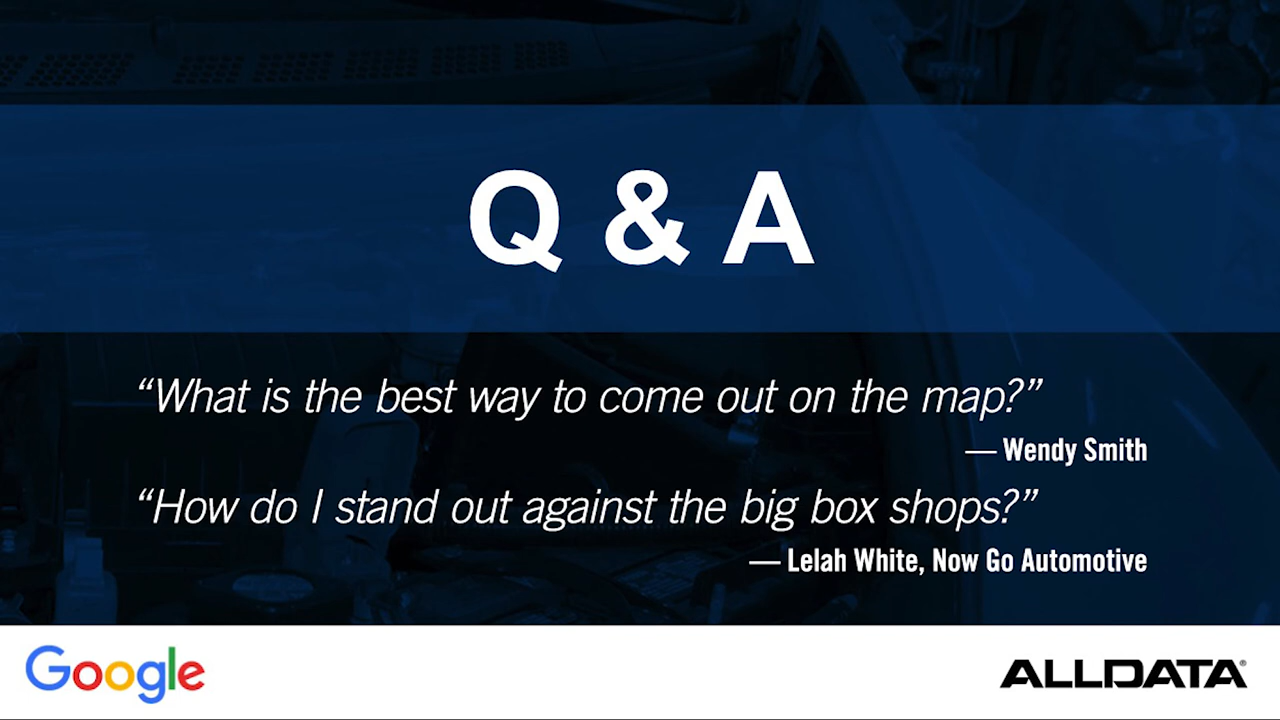 Q & A
“What is the best way to come out on the map?”
— Wendy Smith
“How do I stand out against the big box shops?”
— Lelah White, Now Go Automotive
Google
ALLDATA®